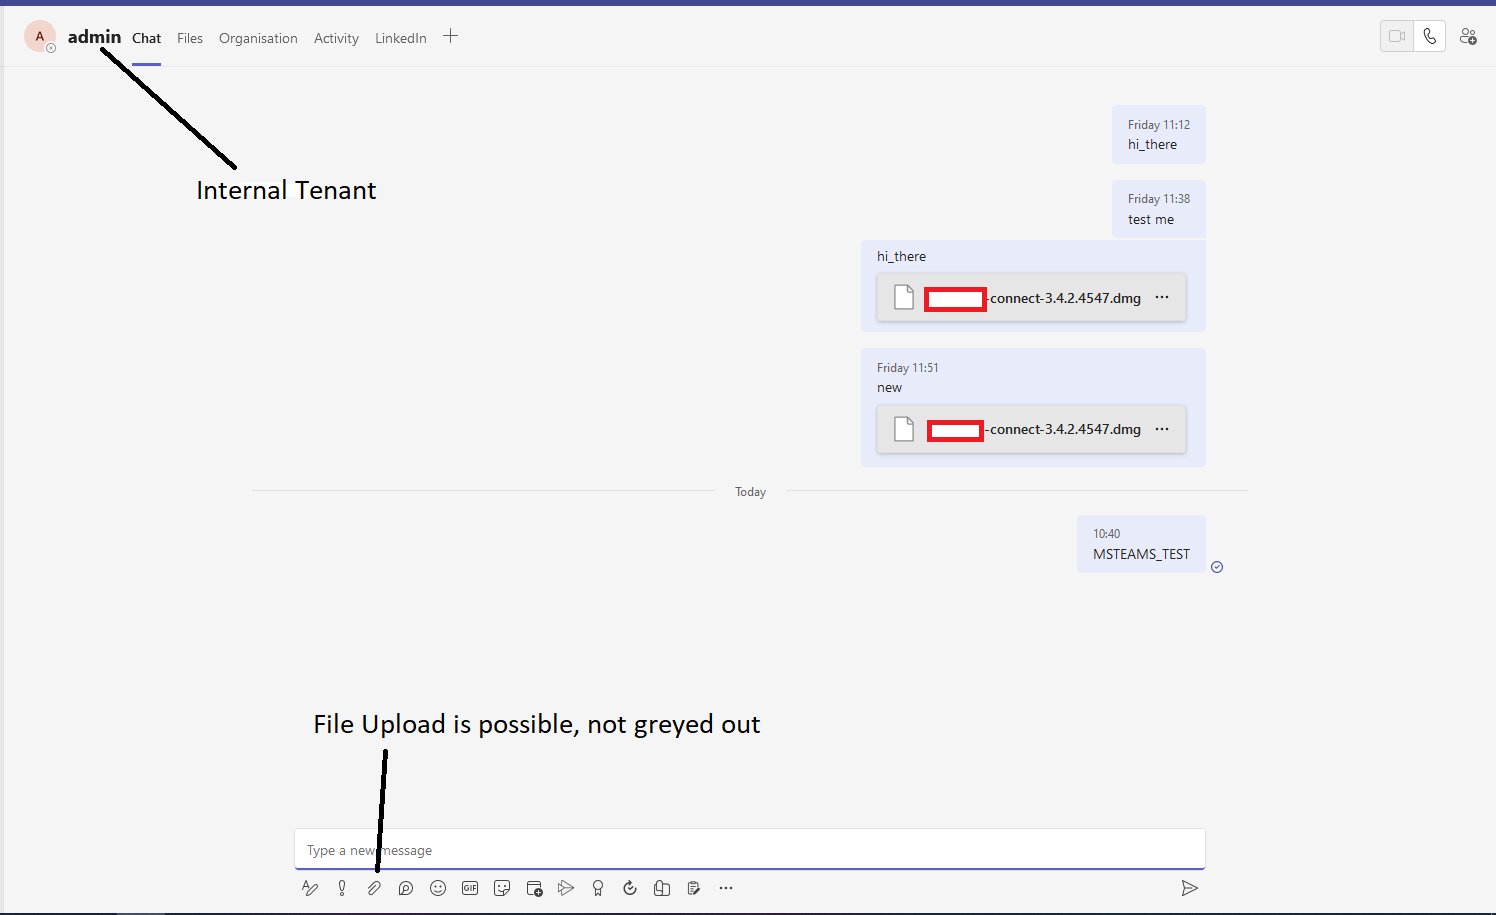 A admin Chat Files Organisation Activity LinkedIn
Friday 11:12
hi_there
Internal Tenant
Friday 11:38
test me
hi_there
-connect-3.4.2.4547.dmg
Friday 11:51
new
-connect-3.4.2.4547.dmg
Today
10:40
MSTEAMS_TEST
File Upload is possible, not greyed out
Type a new message
GIF